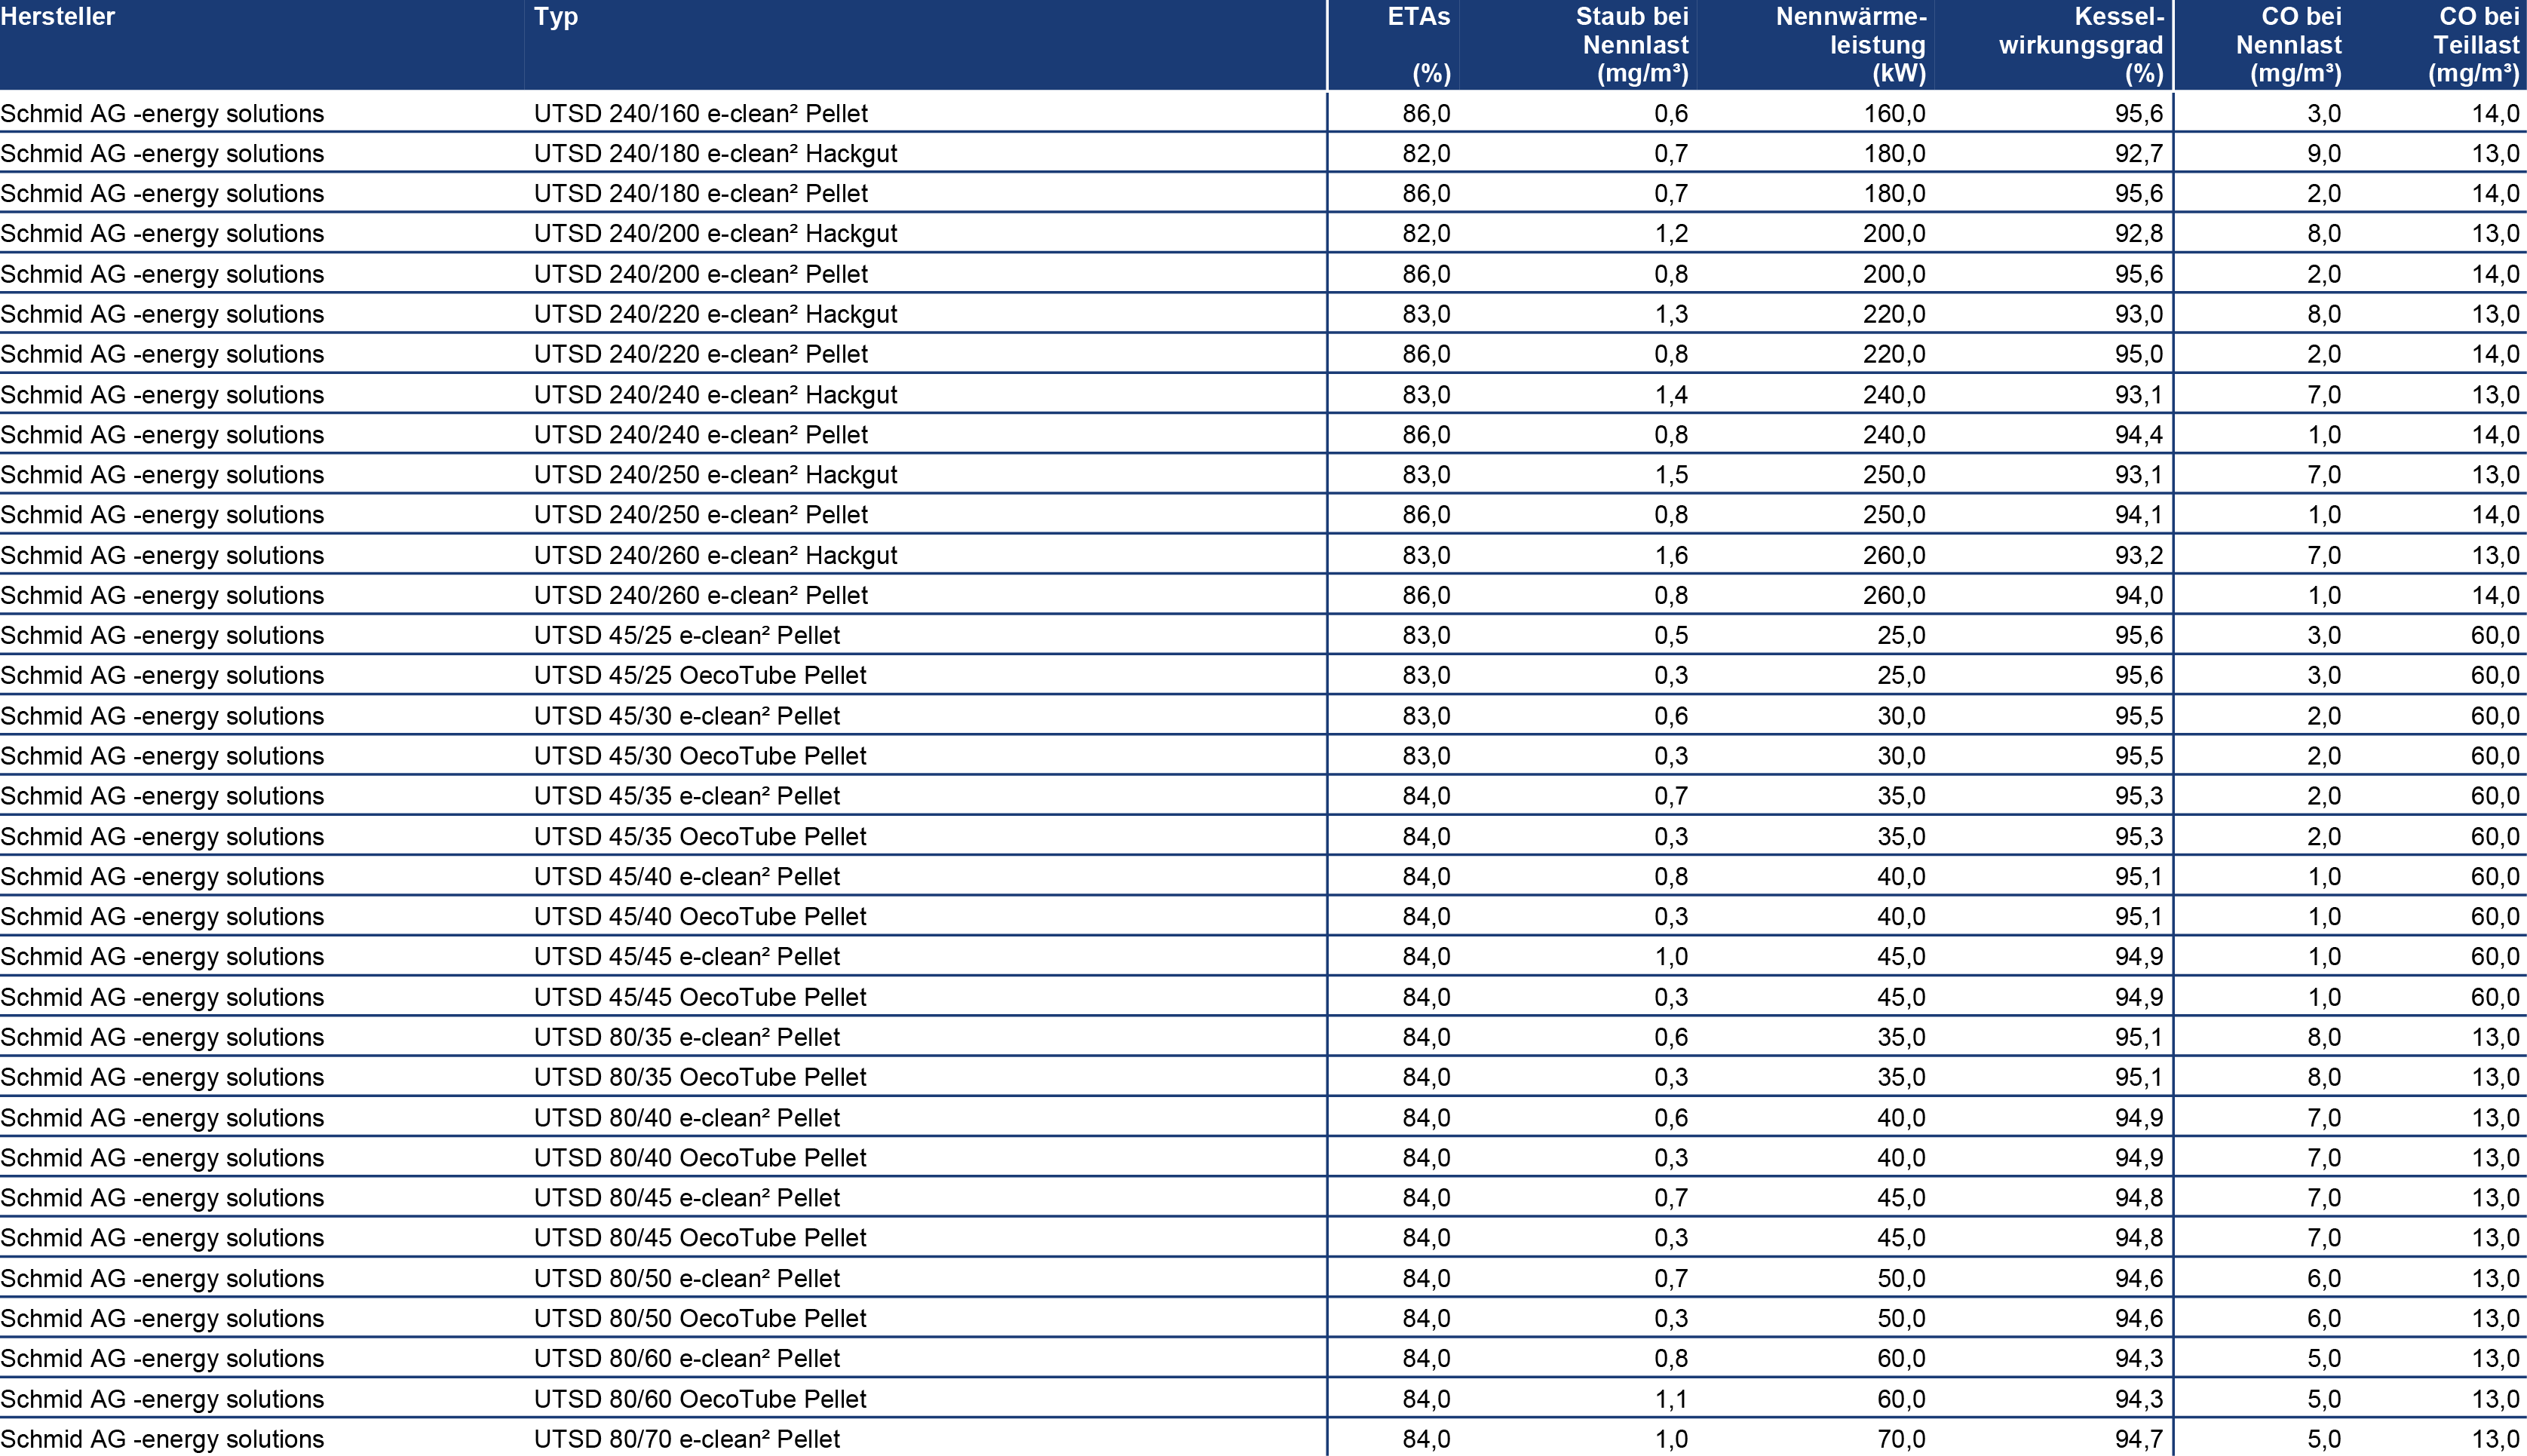 Hersteller Typ ETAs Staub bei Nennwärme- Kessel- CO bei CO bei
Nennlast leistung wirkungsgrad Nennlast Teillast
(%) (mg/m³) (kW) (%) (mg/m³) (mg/m³)
Schmid AG -energy solutions UTSD 240/160 e-clean² Pellet 86,0 0,6 160,0 95,6 3,0 14,0
Schmid AG -energy solutions UTSD 240/180 e-clean² Hackgut 82,0 0,7 180,0 92,7 9,0 13,0
Schmid AG -energy solutions UTSD 240/180 e-clean² Pellet 86,0 0,7 180,0 95,6 2,0 14,0
Schmid AG -energy solutions UTSD 240/200 e-clean² Hackgut 82,0 1,2 200,0 92,8 8,0 13,0
Schmid AG -energy solutions UTSD 240/200 e-clean² Pellet 86,0 0,8 200,0 95,6 2,0 14,0
Schmid AG -energy solutions UTSD 240/220 e-clean² Hackgut 83,0 1,3 220,0 93,0 8,0 13,0
Schmid AG -energy solutions UTSD 240/220 e-clean² Pellet 86,0 0,8 220,0 95,0 2,0 14,0
Schmid AG -energy solutions UTSD 240/240 e-clean² Hackgut 83,0 1,4 240,0 93,1 7,0 13,0
Schmid AG -energy solutions UTSD 240/240 e-clean² Pellet 86,0 0,8 240,0 94,4 1,0 14,0
Schmid AG -energy solutions UTSD 240/250 e-clean² Hackgut 83,0 1,5 250,0 93,1 7,0 13,0
Schmid AG -energy solutions UTSD 240/250 e-clean² Pellet 86,0 0,8 250,0 94,1 1,0 14,0
Schmid AG -energy solutions UTSD 240/260 e-clean² Hackgut 83,0 1,6 260,0 93,2 7,0 13,0
Schmid AG -energy solutions UTSD 240/260 e-clean² Pellet 86,0 0,8 260,0 94,0 1,0 14,0
Schmid AG -energy solutions UTSD 45/25 e-clean² Pellet 83,0 0,5 25,0 95,6 3,0 60,0
Schmid AG -energy solutions UTSD 45/25 OecoTube Pellet 83,0 0,3 25,0 95,6 3,0 60,0
Schmid AG -energy solutions UTSD 45/30 e-clean² Pellet 83,0 0,6 30,0 95,5 2,0 60,0
Schmid AG -energy solutions UTSD 45/30 OecoTube Pellet 83,0 0,3 30,0 95,5 2,0 60,0
Schmid AG -energy solutions UTSD 45/35 e-clean² Pellet 84,0 0,7 35,0 95,3 2,0 60,0
Schmid AG -energy solutions UTSD 45/35 OecoTube Pellet 84,0 0,3 35,0 95,3 2,0 60,0
Schmid AG -energy solutions UTSD 45/40 e-clean² Pellet 84,0 0,8 40,0 95,1 1,0 60,0
Schmid AG -energy solutions UTSD 45/40 OecoTube Pellet 84,0 0,3 40,0 95,1 1,0 60,0
Schmid AG -energy solutions UTSD 45/45 e-clean² Pellet 84,0 1,0 45,0 94,9 1,0 60,0
Schmid AG -energy solutions UTSD 45/45 OecoTube Pellet 84,0 0,3 45,0 94,9 1,0 60,0
Schmid AG -energy solutions UTSD 80/35 e-clean² Pellet 84,0 0,6 35,0 95,1 8,0 13,0
Schmid AG -energy solutions UTSD 80/35 OecoTube Pellet 84,0 0,3 35,0 95,1 8,0 13,0
Schmid AG -energy solutions UTSD 80/40 e-clean² Pellet 84,0 0,6 40,0 94,9 7,0 13,0
Schmid AG -energy solutions UTSD 80/40 OecoTube Pellet 84,0 0,3 40,0 94,9 7,0 13,0
Schmid AG -energy solutions UTSD 80/45 e-clean² Pellet 84,0 0,7 45,0 94,8 7,0 13,0
Schmid AG -energy solutions UTSD 80/45 OecoTube Pellet 84,0 0,3 45,0 94,8 7,0 13,0
Schmid AG -energy solutions UTSD 80/50 e-clean² Pellet 84,0 0,7 50,0 94,6 6,0 13,0
Schmid AG -energy solutions UTSD 80/50 OecoTube Pellet 84,0 0,3 50,0 94,6 6,0 13,0
Schmid AG -energy solutions UTSD 80/60 e-clean² Pellet 84,0 0,8 60,0 94,3 5,0 13,0
Schmid AG -energy solutions UTSD 80/60 OecoTube Pellet 84,0 1,1 60,0 94,3 5,0 13,0
Schmid AG -energy solutions UTSD 80/70 e-clean² Pellet 84,0 1,0 70,0 94,7 5,0 13,0